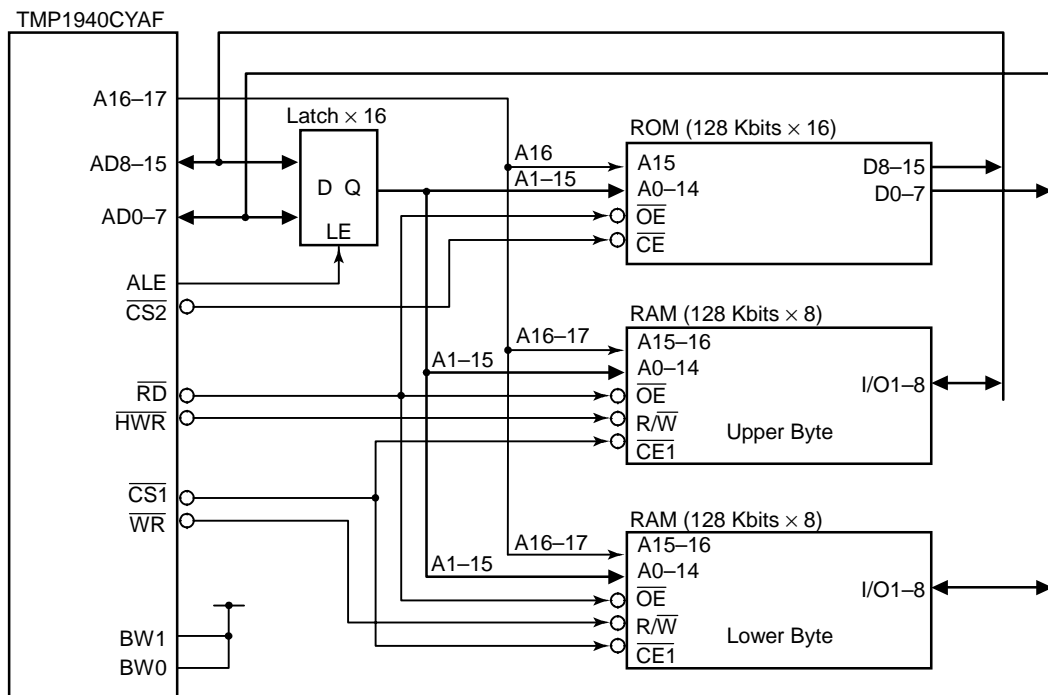 TMP1940CYAF
A16–17
Latch × 16
ROM (128 Kbits × 16)
AD8–15
D Q
A16
A15
D8–15
A1–15
A0–14
D0–7
AD0–7
LE
OE
CE
ALE
CS2
RAM (128 Kbits × 8)
A16–17
A15–16
A1–15
A0–14
I/O1–8
RD
OE
HWR
R/W
Upper Byte
CE1
CS1
WR
RAM (128 Kbits × 8)
A16–17
A15–16
A1–15
A0–14
I/O1–8
OE
R/W
Lower Byte
BW1
CE1
BW0